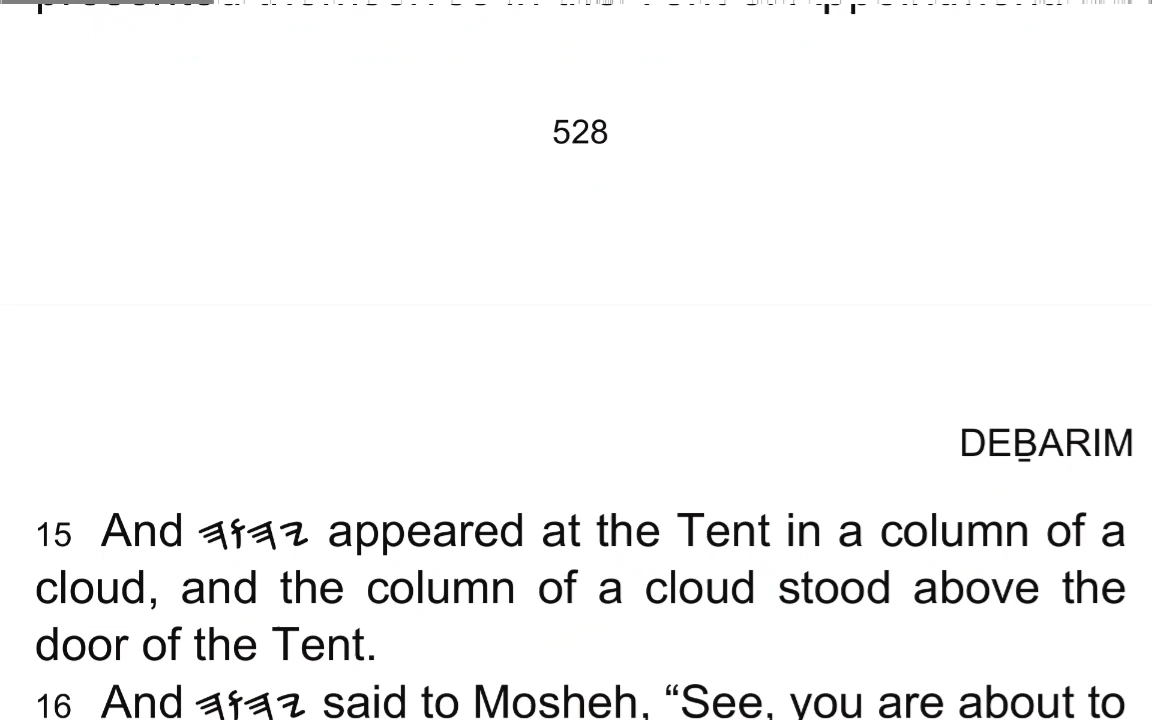 528
DEḆARIM
15 And 𐤉𐤄𐤅𐤄 appeared at the Tent in a column of a
cloud, and the column of a cloud stood above the
door of the Tent.
16 And 𐤉𐤄𐤅𐤄 said to Mosheh, “See, you are about to